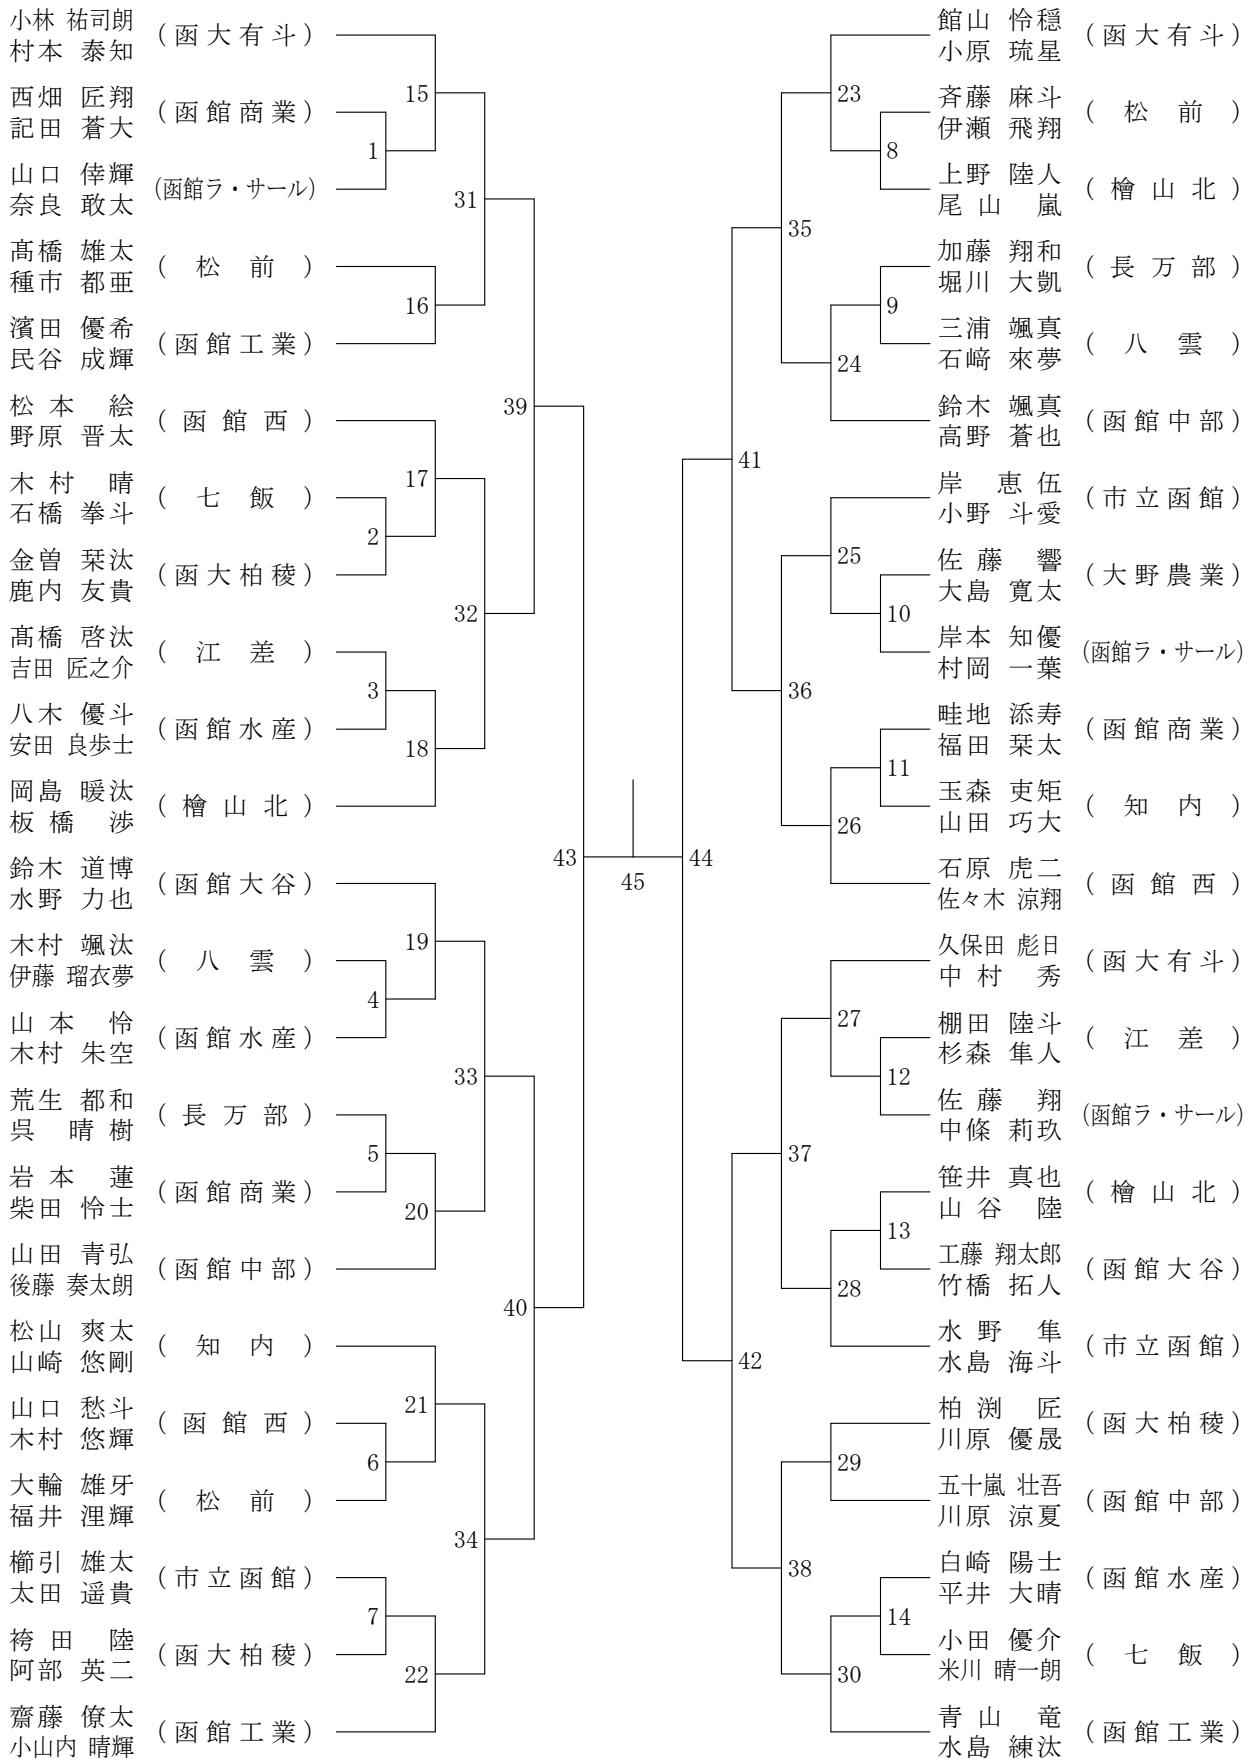 小林 祐司朗
村本 泰知
(函大有斗)
西畑 匠翔
記田 蒼大
(函館商業)
山口 倖輝
奈良 敢太
(函館ラ・サール)
髙橋 雄太
種市 都亜
(松前)
濱田 優希
民谷 成輝
(函館工業)
松本 絵
野原 晋太
(函館西)
木村 晴
石橋 拳斗
(七飯)
金曽 栞汰
鹿内 友貴
(函大柏稜)
髙橋 啓汰
吉田 匠之介
(江差)
八木 優斗
安田 良歩士
(函館水産)
岡島 暖汰
板橋 渉
(檜山北)
鈴木 道博
水野 力也
(函館大谷)
木村 颯汰
伊藤 瑠衣夢
(八雲)
山本 怜
木村 朱空
(函館水産)
荒生 都和
呉 晴樹
(長万部)
岩本 蓮
柴田 怜士
(函館商業)
山田 青弘
後藤 奏太朗
(函館中部)
松山 爽太
山崎 悠剛
(知内)
山口 愁斗
木村 悠輝
(函館西)
大輪 雄牙
福井 浬輝
(松前)
櫛引 雄太
太田 遥貴
(市立函館)
袴田 陸
阿部 英二
(函大柏稜)
齋藤 僚太
小山内 晴輝
(函館工業)
15
1
31
16
39
17
2
32
3
18
43
19
4
33
5
20
40
21
6
34
7
22
45
館山 怜穏
小原 琉星
(函大有斗)
斉藤 麻斗
伊瀬 飛翔
(松前)
上野 陸人
尾山 嵐
(檜山北)
加藤 翔和
堀川 大凱
(長万部)
三浦 颯真
石﨑 來夢
(八雲)
鈴木 颯真
高野 蒼也
(函館中部)
岸 恵伍
小野 斗愛
(市立函館)
佐藤 響
大島 寛太
(大野農業)
岸本 知優
村岡 一葉
(函館ラ・サール)
畦地 添寿
福田 栞太
(函館商業)
玉森 吏矩
山田 巧大
(知内)
石原 虎二
佐々木 涼翔
(函館西)
久保田 彪日
中村 秀
(函大有斗)
棚田 陸斗
杉森 隼人
(江差)
佐藤 翔
中條 莉玖
(函館ラ・サール)
笹井 真也
山谷 陸
(檜山北)
工藤 翔太郎
竹橋 拓人
(函館大谷)
水野 隼
水島 海斗
(市立函館)
柏渕 匠
川原 優晟
(函大柏稜)
五十嵐 壮吾
川原 涼夏
(函館中部)
白崎 陽士
平井 大晴
(函館水産)
小田 優介
米川 晴一朗
(七飯)
青山 竜
水島 練汰
(函館工業)
23
8
35
9
24
41
25
10
36
11
26
44
27
12
37
13
28
42
29
38
14
30